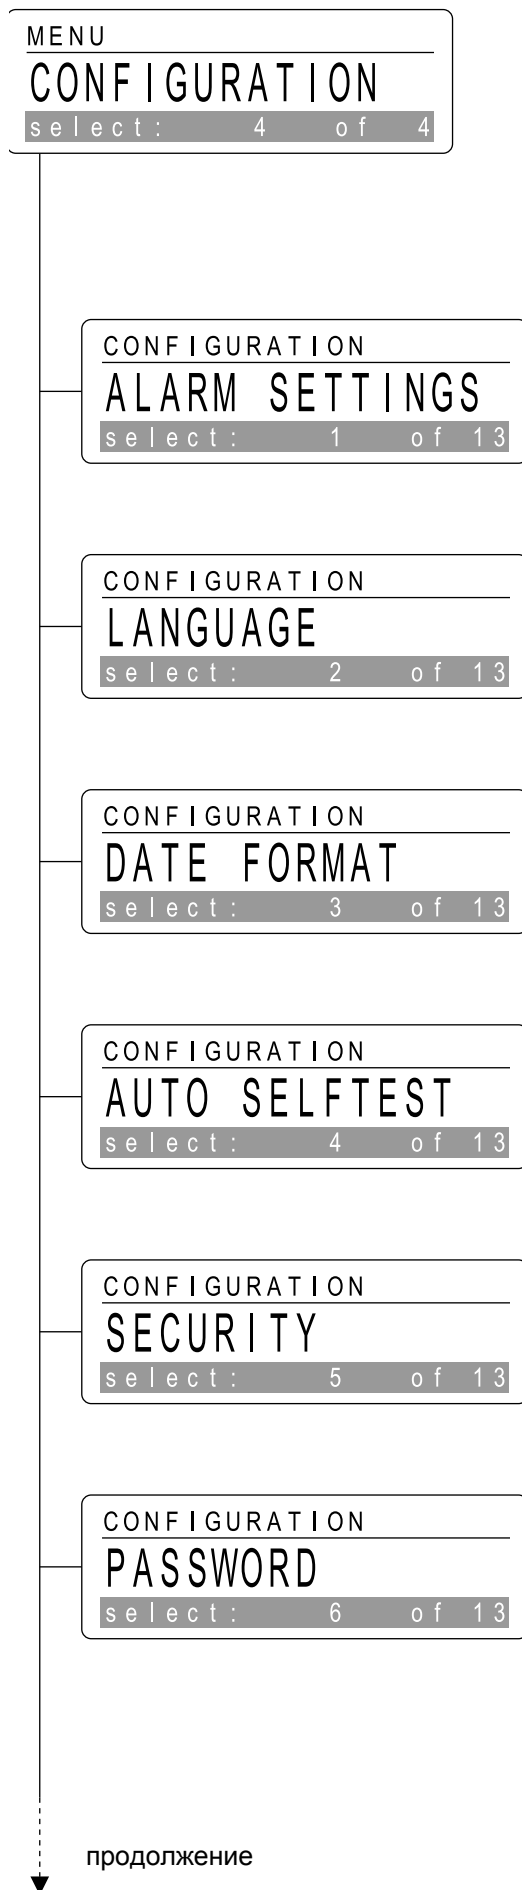 MENU
CONFIGURATION
select: 4 of 4
CONFIGURATION
ALARM SETTINGS
select: 1 of 13
CONFIGURATION
LANGUAGE
select: 2 of 13
CONFIGURATION
DATE FORMAT
select: 3 of 13
CONFIGURATION
AUTO SELFTEST
select: 4 of 13
CONFIGURATION
SECURITY
select: 5 of 13
CONFIGURATION
PASSWORD
select: 6 of 13
продолжение